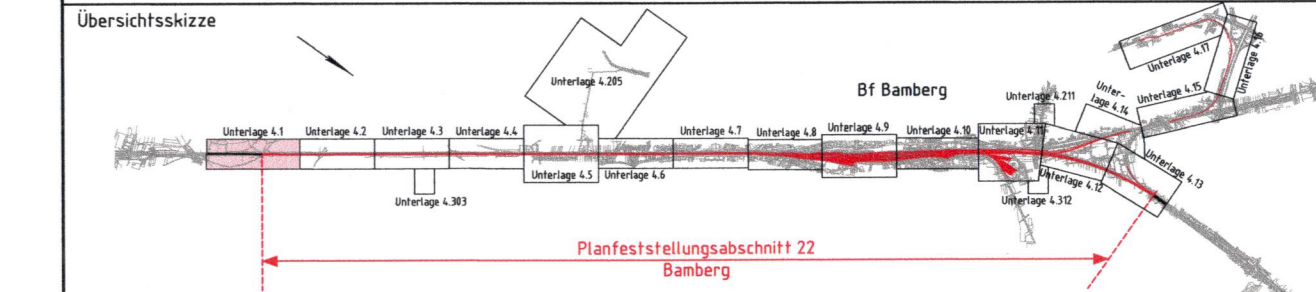 Übersichtsskizze
Unterlage 4.205
Bf Bamberg
Unterlage 4.17
Unterlage 4.16
Unterlage 4.211
Unter-
lage 4.14
Unterlage 4.15
Unterlage 4.1
Unterlage 4.2
Unterlage 4.3
Unterlage 4.4
Unterlage 4.5
Unterlage 4.6
Unterlage 4.7
Unterlage 4.8
Unterlage 4.9
Unterlage 4.10
Unterlage 4.11
Unterlage 4.12
Unterlage 4.13
Unterlage 4.303
Unterlage 4.312
Planfeststellungsabschnitt 22
Bamberg